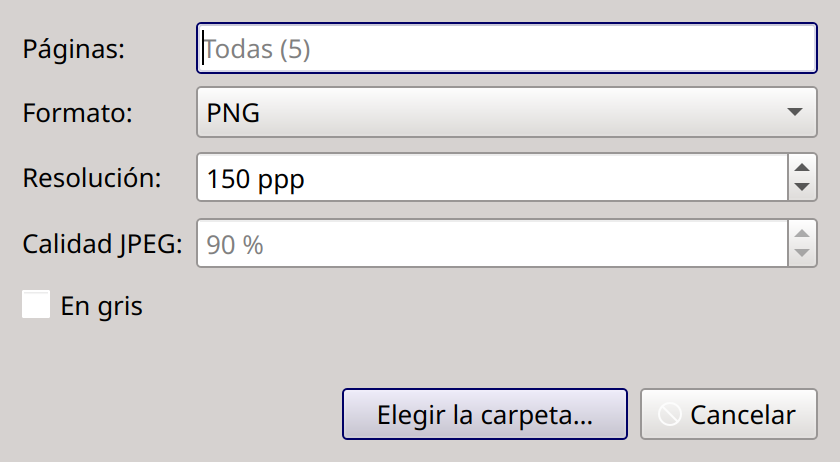 Páginas: Todas (5)
Formato: PNG
Resolución: 150 ppp
Calidad JPEG: 90 %
En gris
Elegir la carpeta... Cancelar